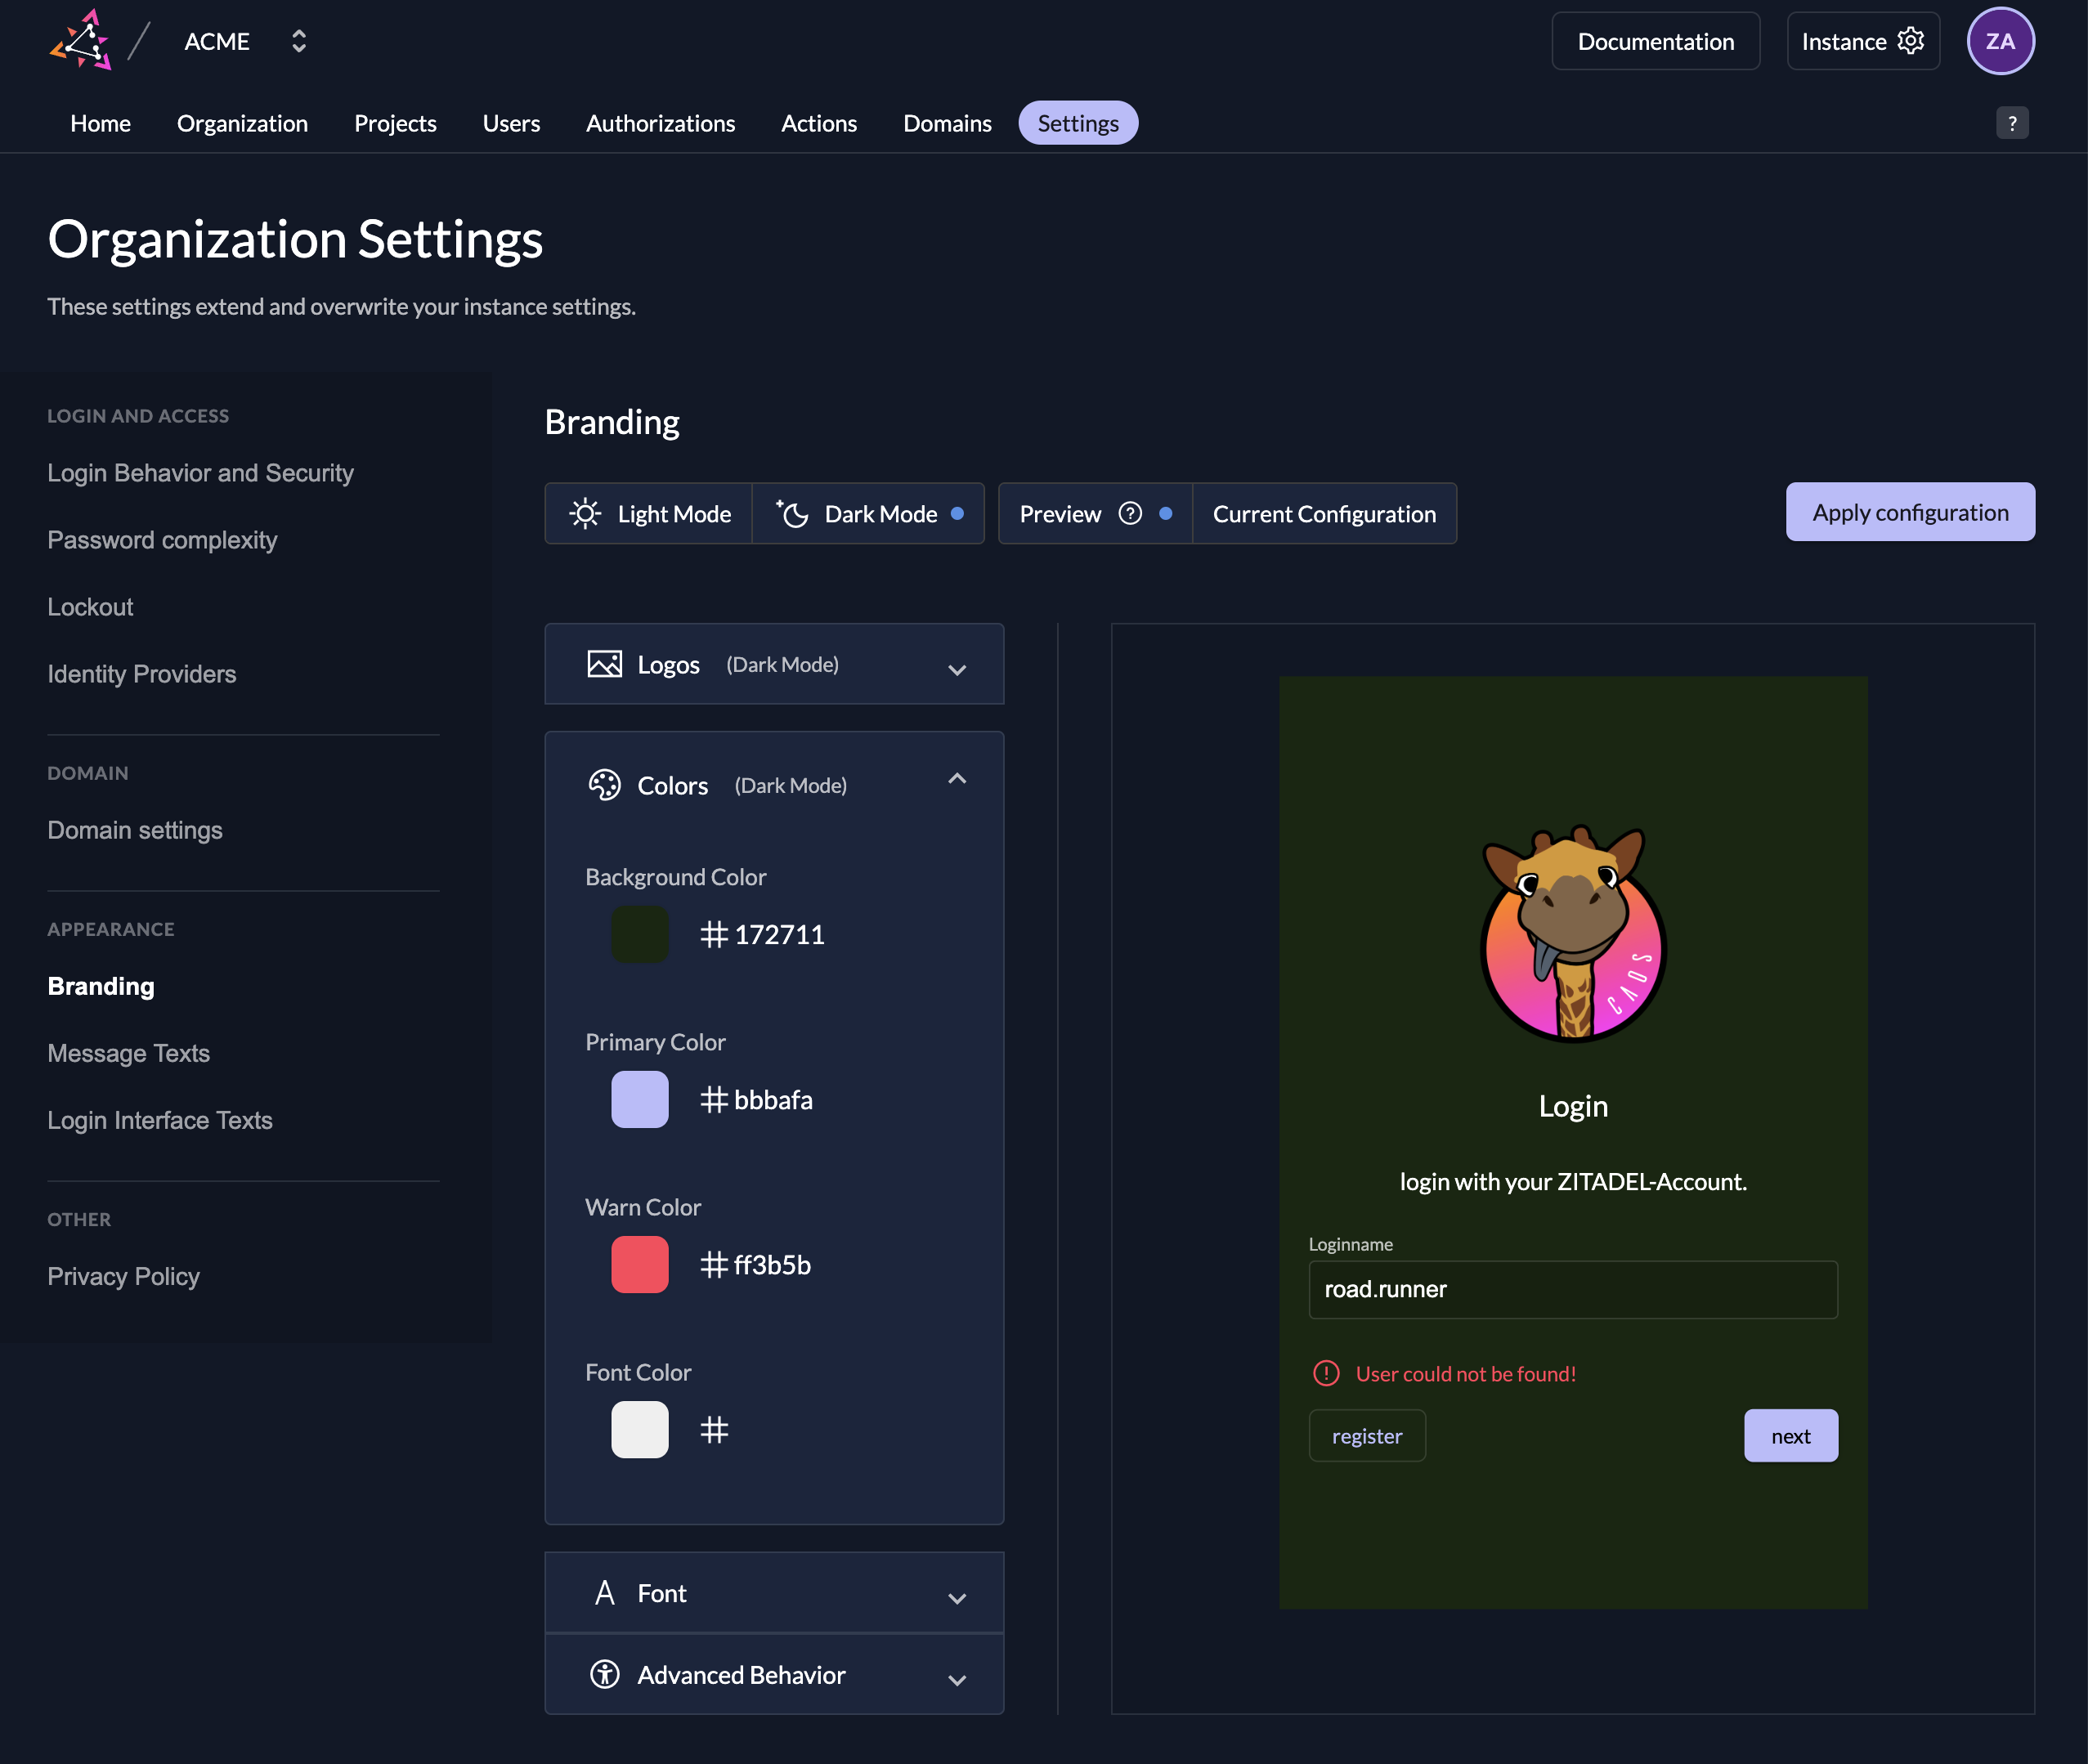 ACME
Documentation
Instance
ZA
Home
Organization
Projects
Users
Authorizations
Actions
Domains
Settings
?
Organization Settings
These settings extend and overwrite your instance settings.
LOGIN AND ACCESS
Login Behavior and Security
Password complexity
Lockout
Identity Providers
DOMAIN
Domain settings
APPEARANCE
Branding
Message Texts
Login Interface Texts
OTHER
Privacy Policy
Branding
Light Mode
Dark Mode
Preview ?
Current Configuration
Apply configuration
Logos (Dark Mode)
Colors (Dark Mode)
Background Color
#172711
Primary Color
#bbbafa
Warn Color
#ff3b5b
Font Color
#
Font
Advanced Behavior
CAOS
Login
login with your ZITADEL-Account.
Loginname
road.runner
User could not be found!
register
next